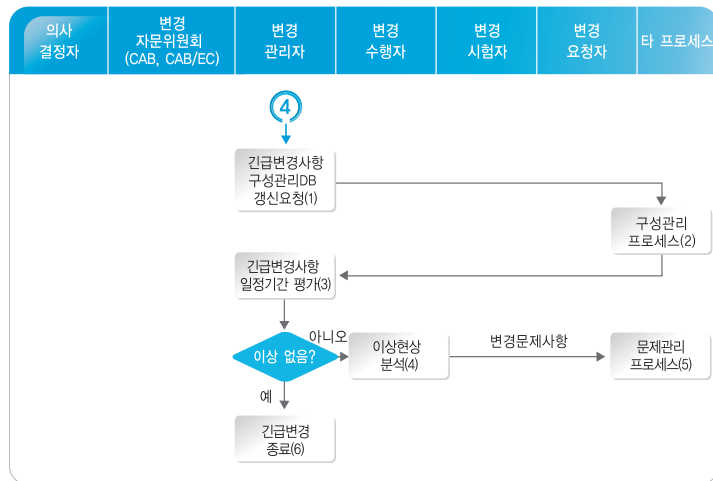 의사
결정자
변경
자문위원회
(CAB, CAB/EC)
변경
관리자
변경
수행자
변경
시험자
변경
요청자
타 프로세스
4
긴급변경사항
구성관리DB
갱신요청(1)
구성관리
프로세스(2)
긴급변경사항
일정기간 평가(3)
아니오
이상 없음?
이상현상
분석(4)
변경문제사항
문제관리
프로세스(5)
예
긴급변경
종료(6)